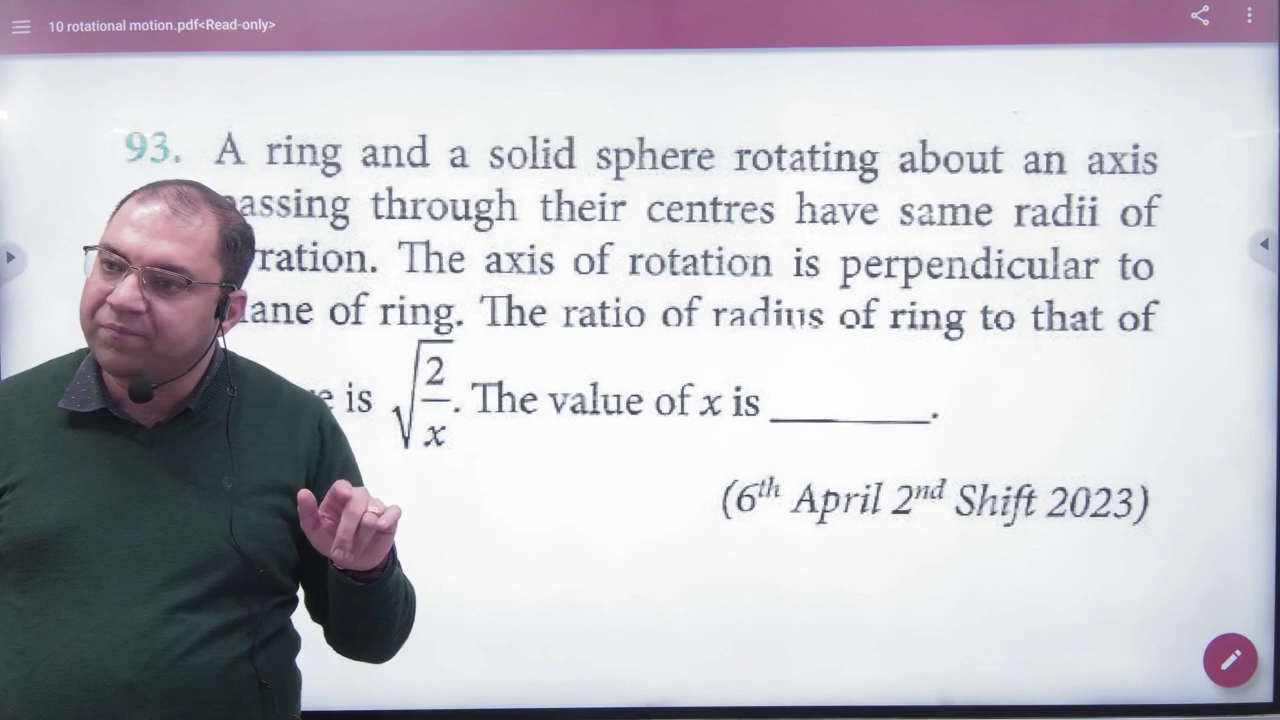 10 rotational motion.pdf<Read-only>
93. A ring and a solid sphere rotating about an axis
assing through their centres have same radii of
ration. The axis of rotation is perpendicular to
ane of ring. The ratio of radius of ring to that of
e is √(2/x). The value of x is ________.
(6th April 2nd Shift 2023)